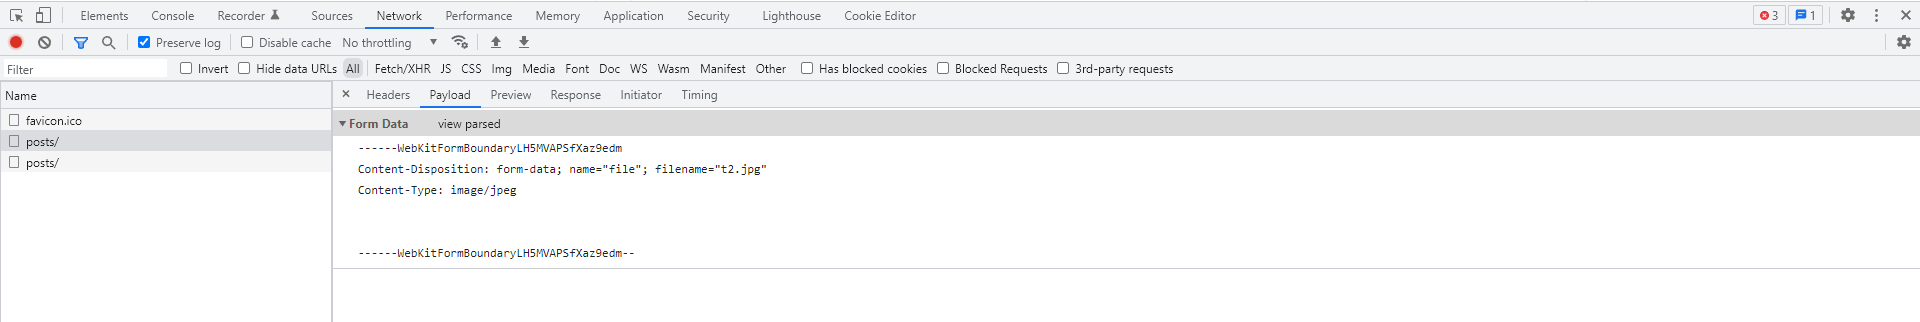 Elements Console Recorder Sources Network Performance Memory Application Security Lighthouse Cookie Editor 3 1
Preserve log Disable cache No throttling
Filter Invert Hide data URLs All Fetch/XHR JS CSS Img Media Font Doc WS Wasm Manifest Other Has blocked cookies Blocked Requests 3rd-party requests
Name
Headers Payload Preview Response Initiator Timing
favicon.ico
posts/
posts/
Form Data view parsed
------WebKitFormBoundaryLH5MVAPSfXaz9edm
Content-Disposition: form-data; name="file"; filename="t2.jpg"
Content-Type: image/jpeg
------WebKitFormBoundaryLH5MVAPSfXaz9edm--